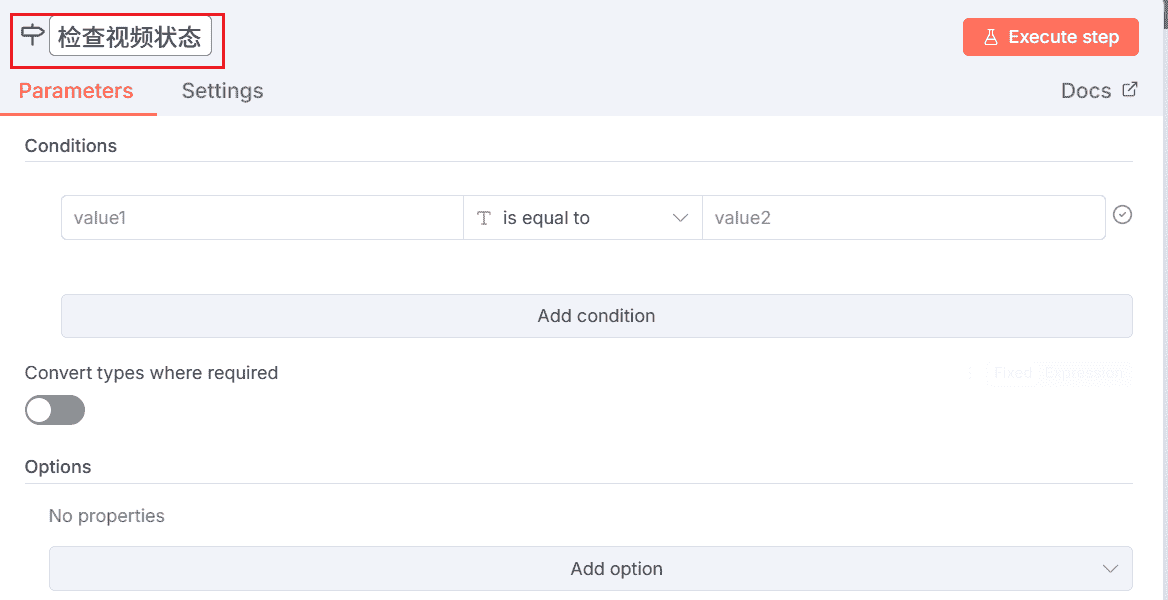 检查视频状态
Execute step
Parameters Settings Docs
Conditions
value1 is equal to value2
Add condition
Convert types where required Fixed Expression
Options
No properties
Add option